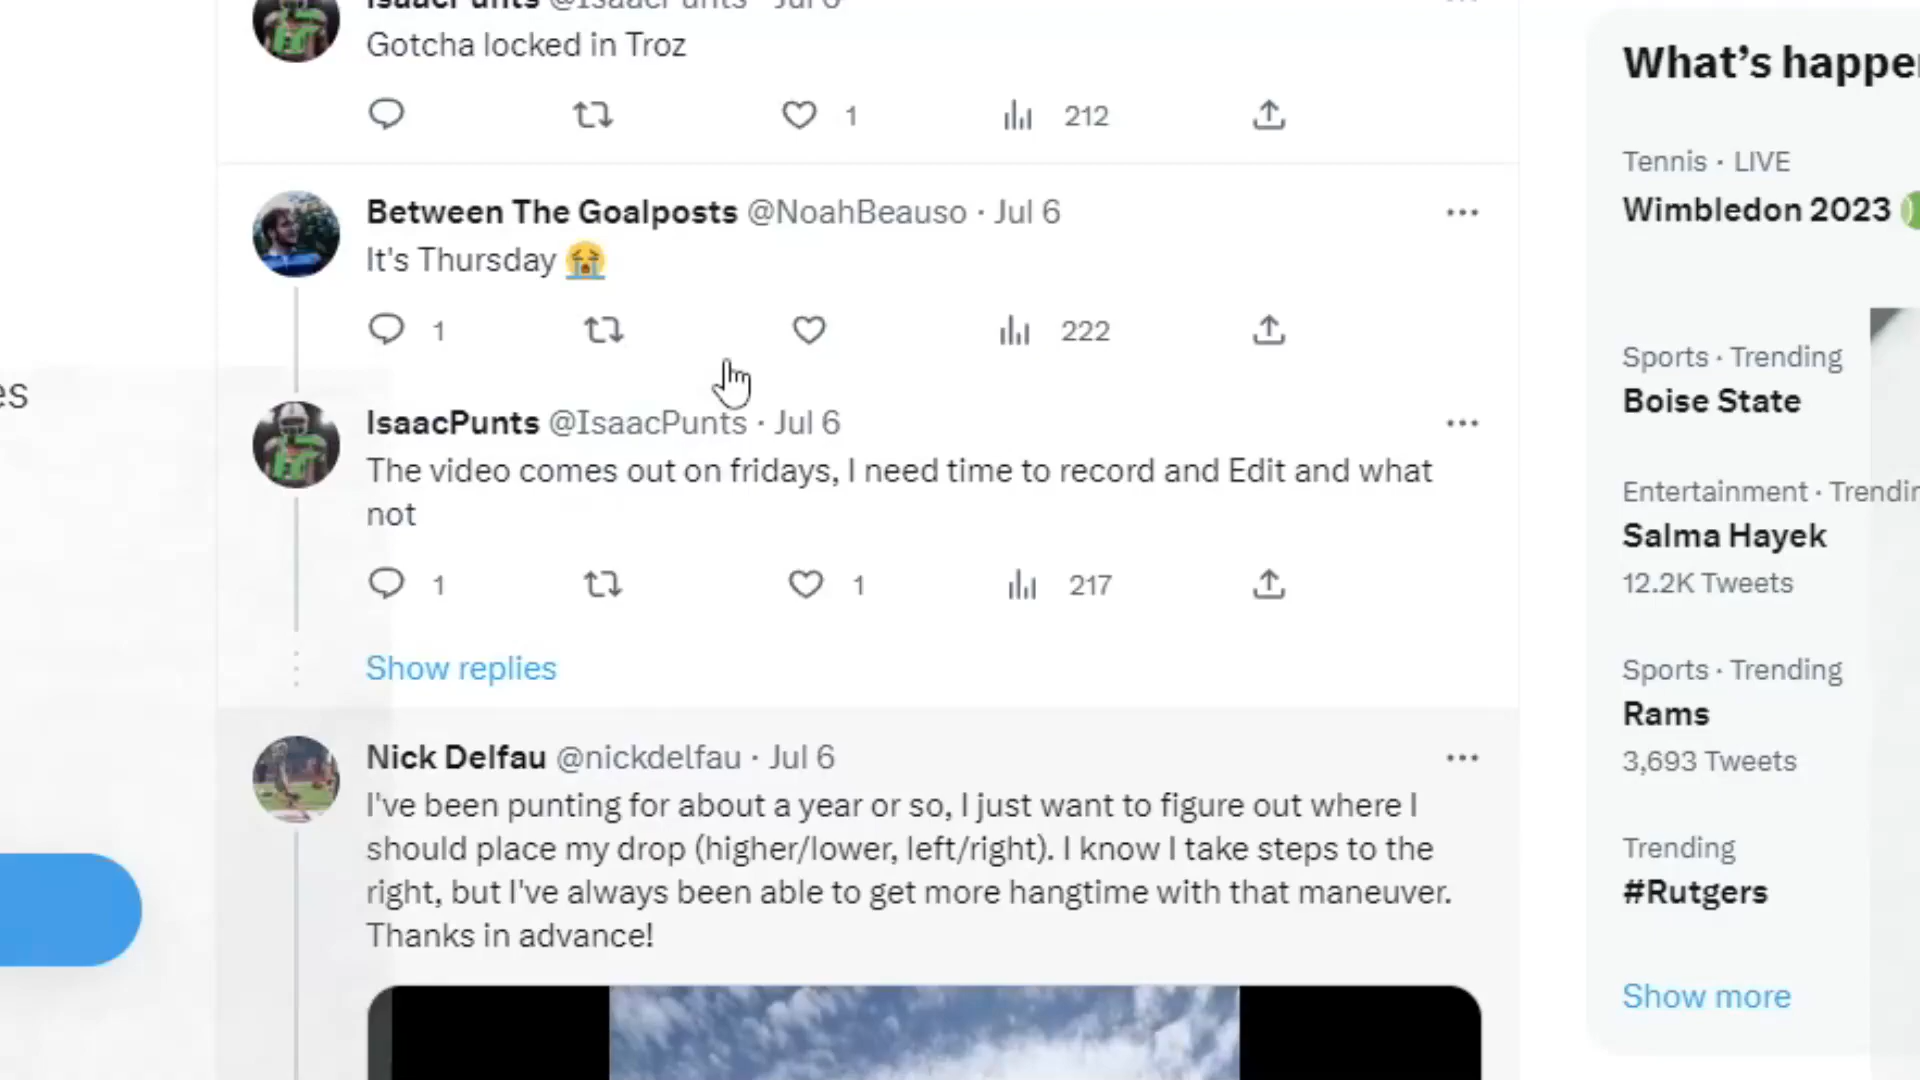 IsaacPunts @IsaacPunts · Jul 6
Gotcha locked in Troz
1
212
Between The Goalposts @NoahBeauso · Jul 6
It's Thursday 😭
1
222
IsaacPunts @IsaacPunts · Jul 6
The video comes out on fridays, I need time to record and Edit and what
not
1
1
217
Show replies
Nick Delfau @nickdelfau · Jul 6
I've been punting for about a year or so, I just want to figure out where I
should place my drop (higher/lower, left/right). I know I take steps to the
right, but I've always been able to get more hangtime with that maneuver.
Thanks in advance!
es
What's happe
Tennis · LIVE
Wimbledon 2023
Sports · Trending
Boise State
Entertainment · Trendin
Salma Hayek
12.2K Tweets
Sports · Trending
Rams
3,693 Tweets
Trending
#Rutgers
Show more